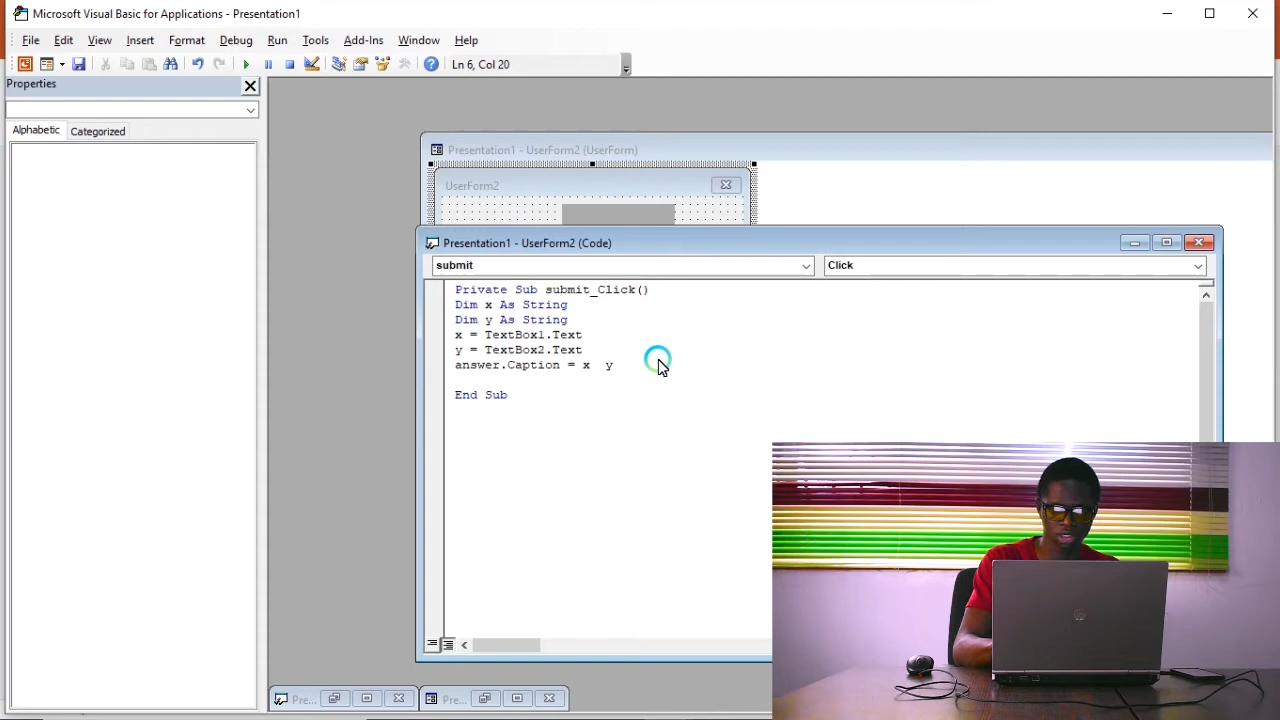 Microsoft Visual Basic for Applications - Presentation1
File Edit View Insert Format Debug Run Tools Add-Ins Window Help
Ln 6, Col 20
Properties
Alphabetic Categorized
Presentation1 - UserForm2 (UserForm)
UserForm2
Presentation1 - UserForm2 (Code)
submit Click
Private Sub submit_Click()
Dim x As String
Dim y As String
x = TextBox1.Text
y = TextBox2.Text
answer.Caption = x  y
End Sub
Pre... Pre...